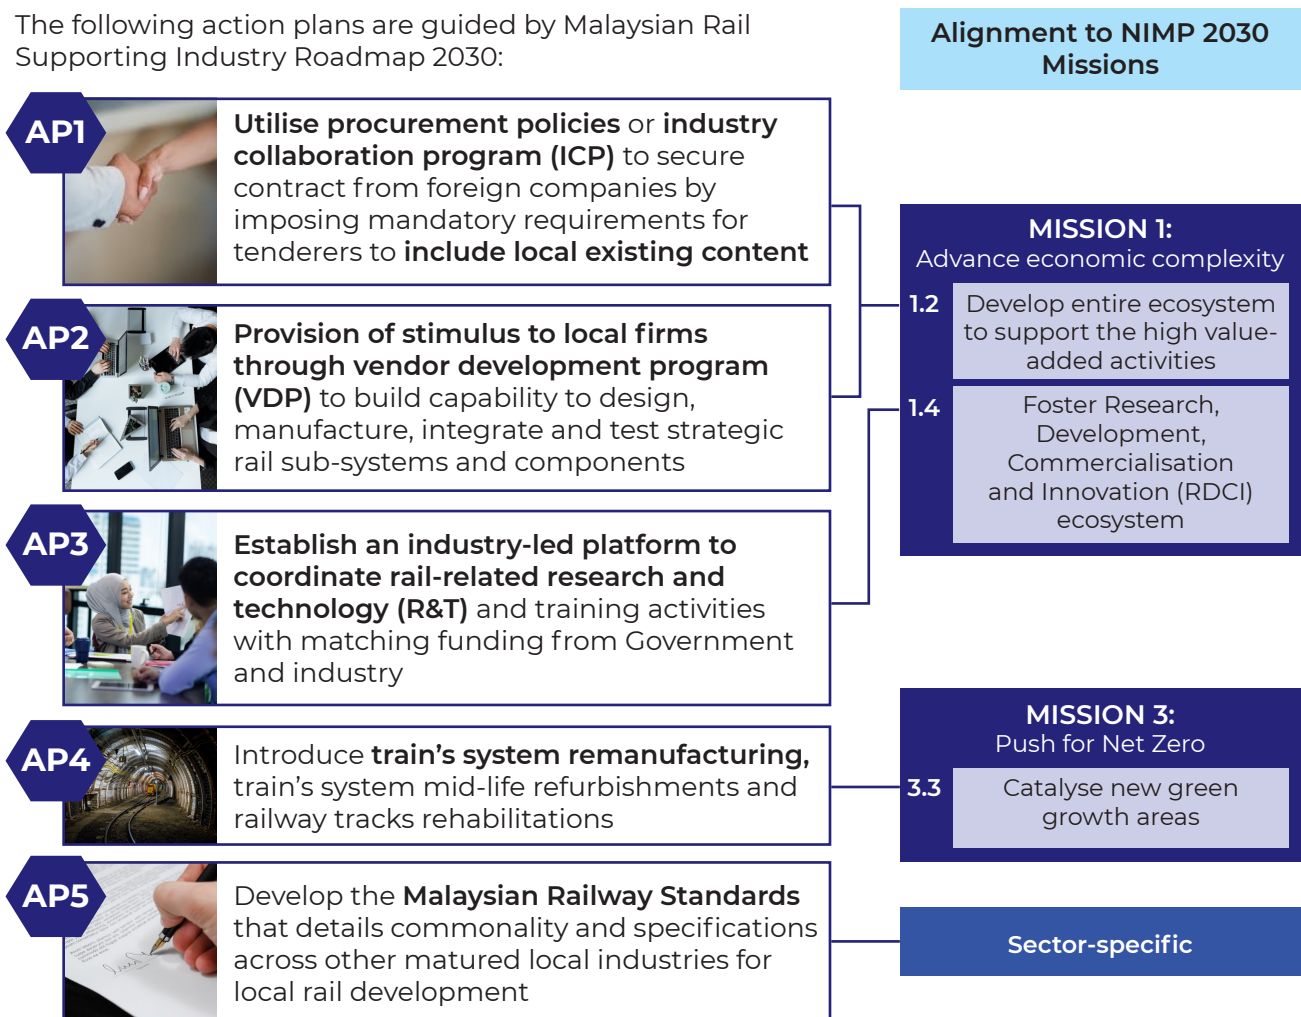 The following action plans are guided by Malaysian Rail
Supporting Industry Roadmap 2030:
Alignment to NIMP 2030
Missions
AP1
Utilise procurement policies or industry
collaboration program (ICP) to secure
contract from foreign companies by
imposing mandatory requirements for
tenderers to include local existing content
AP2
Provision of stimulus to local firms
through vendor development program
(VDP) to build capability to design,
manufacture, integrate and test strategic
rail sub-systems and components
AP3
Establish an industry-led platform to
coordinate rail-related research and
technology (R&T) and training activities
with matching funding from Government
and industry
AP4
Introduce train's system remanufacturing,
train's system mid-life refurbishments and
railway tracks rehabilitations
AP5
Develop the Malaysian Railway Standards
that details commonality and specifications
across other matured local industries for
local rail development
MISSION 1:
Advance economic complexity
1.2
Develop entire ecosystem
to support the high value-
added activities
1.4
Foster Research,
Development,
Commercialisation
and Innovation (RDCI)
ecosystem
MISSION 3:
Push for Net Zero
3.3
Catalyse new green
growth areas
Sector-specific